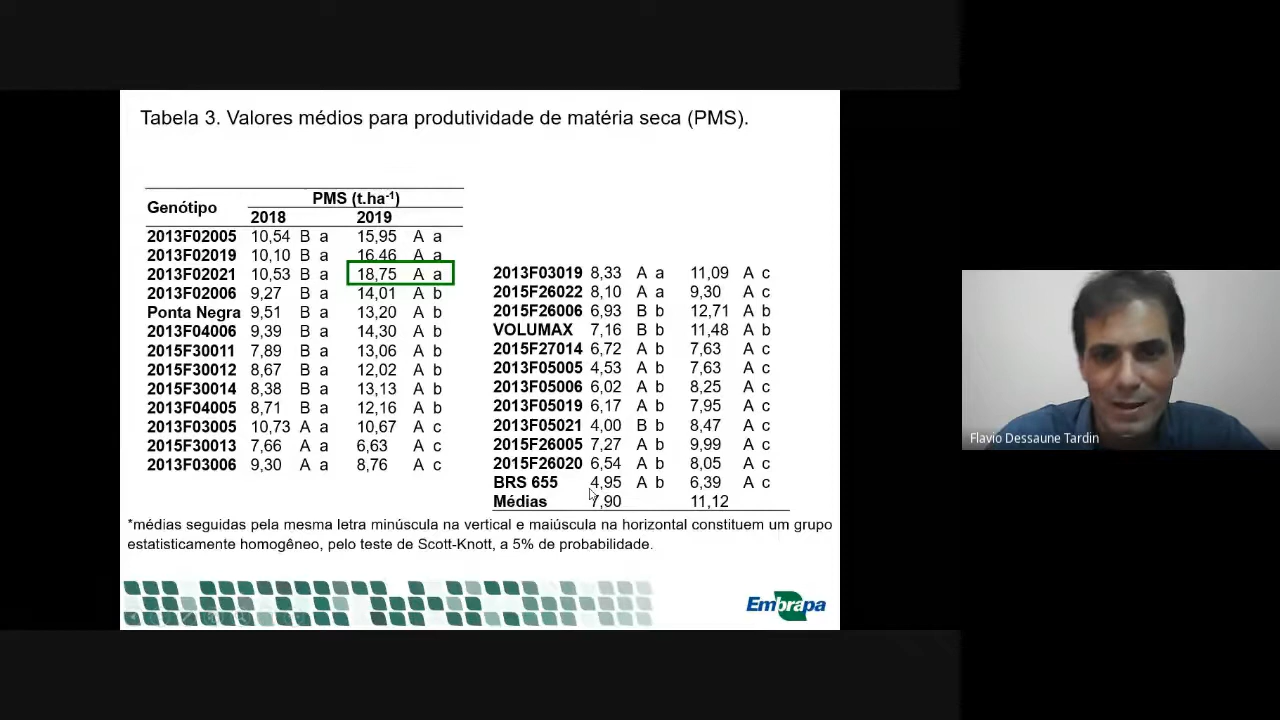 Tabela 3. Valores médios para produtividade de matéria seca (PMS).
Genótipo PMS (t.ha-1)
2018 2019
2013F02005 10,54 B a 15,95 A a
2013F02019 10,10 B a 16,46 A a
2013F02021 10,53 B a 18,75 A a
2013F02006 9,27 B a 14,01 A b
Ponta Negra 9,51 B a 13,20 A b
2013F04006 9,39 B a 14,30 A b
2015F30011 7,89 B a 13,06 A b
2015F30012 8,67 B a 12,02 A b
2015F30014 8,38 B a 13,13 A b
2013F04005 8,71 B a 12,16 A b
2013F03005 10,73 A a 10,67 A c
2015F30013 7,66 A a 6,63 A c
2013F03006 9,30 A a 8,76 A c
2013F03019 8,33 A a 11,09 A c
2015F26022 8,10 A a 9,30 A c
2015F26006 6,93 B b 12,71 A b
VOLUMAX 7,16 B b 11,48 A b
2015F27014 6,72 A b 7,63 A c
2013F05005 4,53 A b 7,63 A c
2013F05006 6,02 A b 8,25 A c
2013F05019 6,17 A b 7,95 A c
2013F05021 4,00 B b 8,47 A c
2015F26005 7,27 A b 9,99 A c
2015F26020 6,54 A b 8,05 A c
BRS 655 4,95 A b 6,39 A c
Médias 7,90 11,12
*médias seguidas pela mesma letra minúscula na vertical e maiúscula na horizontal constituem um grupo
estatisticamente homogêneo, pelo teste de Scott-Knott, a 5% de probabilidade.
Embrapa
Flavio Dessaune Tardin